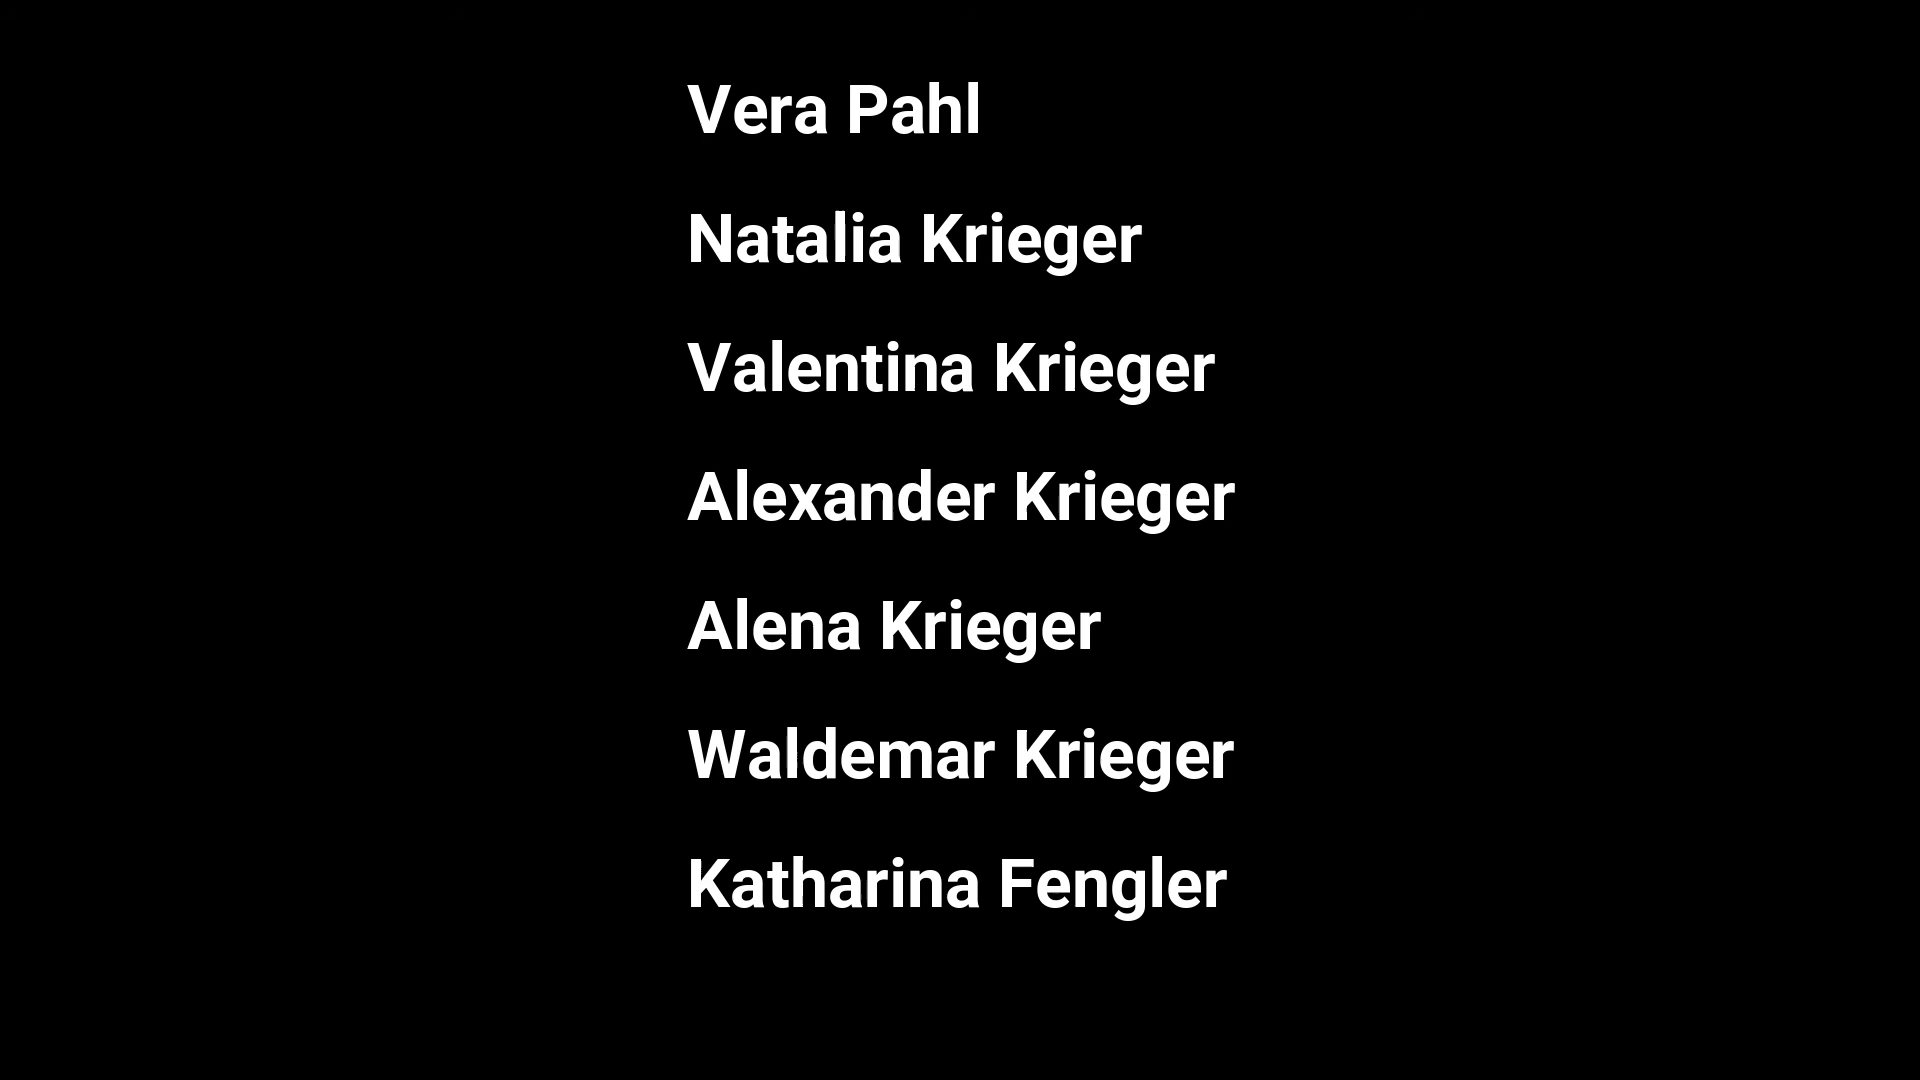 Vera Pahl
Natalia Krieger
Valentina Krieger
Alexander Krieger
Alena Krieger
Waldemar Krieger
Katharina Fengler